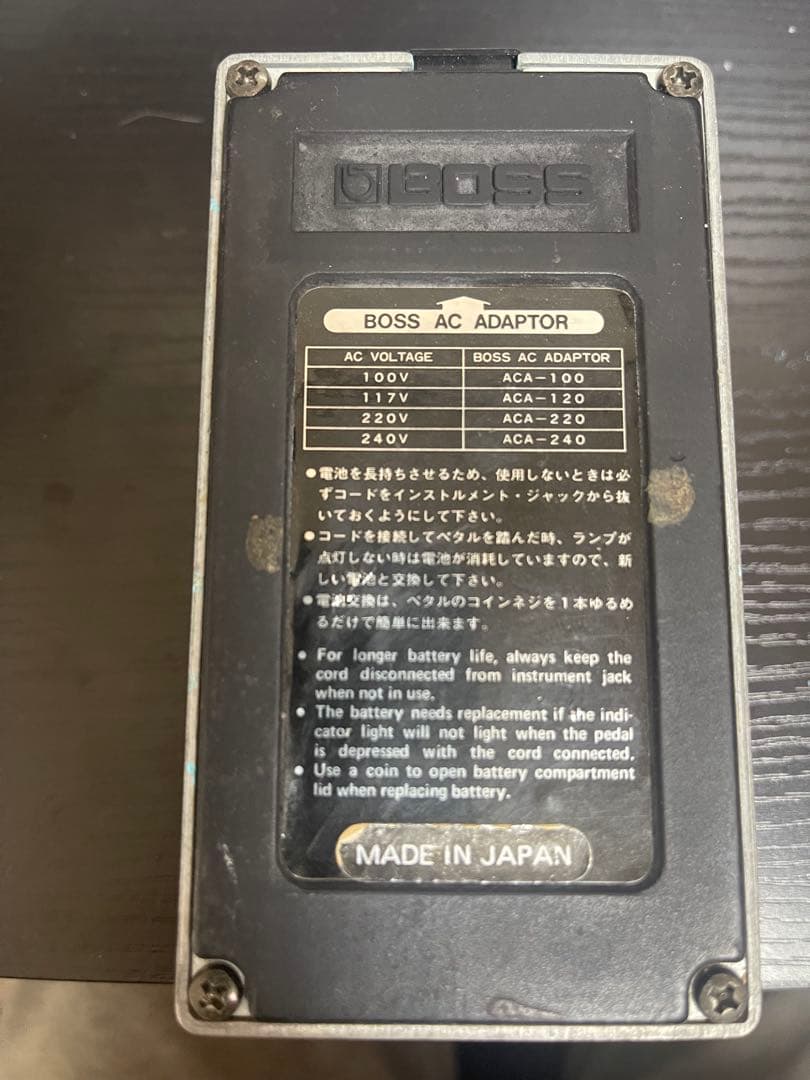 BOSS
BOSS AC ADAPTOR
AC VOLTAGE BOSS AC ADAPTOR
100V ACA-100
117V ACA-120
220V ACA-220
240V ACA-240
●電池を長持ちさせるため、使用しないときは必
ずコードをインストルメント・ジャックから抜
いておくようにして下さい。
●コードを接続してペタルを踏んだ時、ランプが
点灯しない時は電池が消耗していますので、新
しい電池と交換して下さい。
●電池交換は、ペタルのコインネジを1本ゆるめ
るだけで簡単に出来ます。
● For longer battery life, always keep the
cord disconnected from instrument jack
when not in use.
● The battery needs replacement if the indi-
cator light will not light when the pedal
is depressed with the cord connected.
● Use a coin to open battery compartment
lid when replacing battery.
MADE IN JAPAN